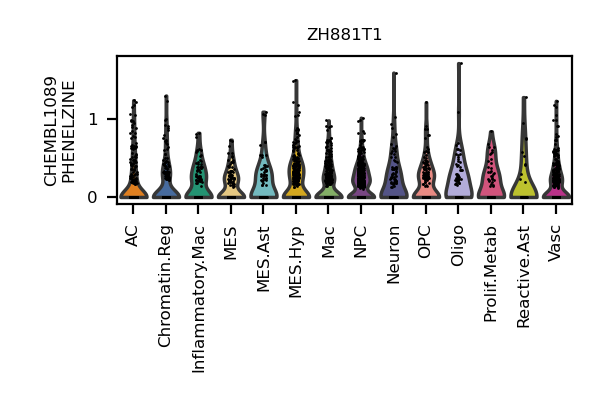 ZH881T1
CHEMBL1089
PHENELZINE
1
0
AC
Chromatin.Reg
Inflammatory.Mac
MES
MES.Ast
MES.Hyp
Mac
NPC
Neuron
OPC
Oligo
Prolif.Metab
Reactive.Ast
Vasc